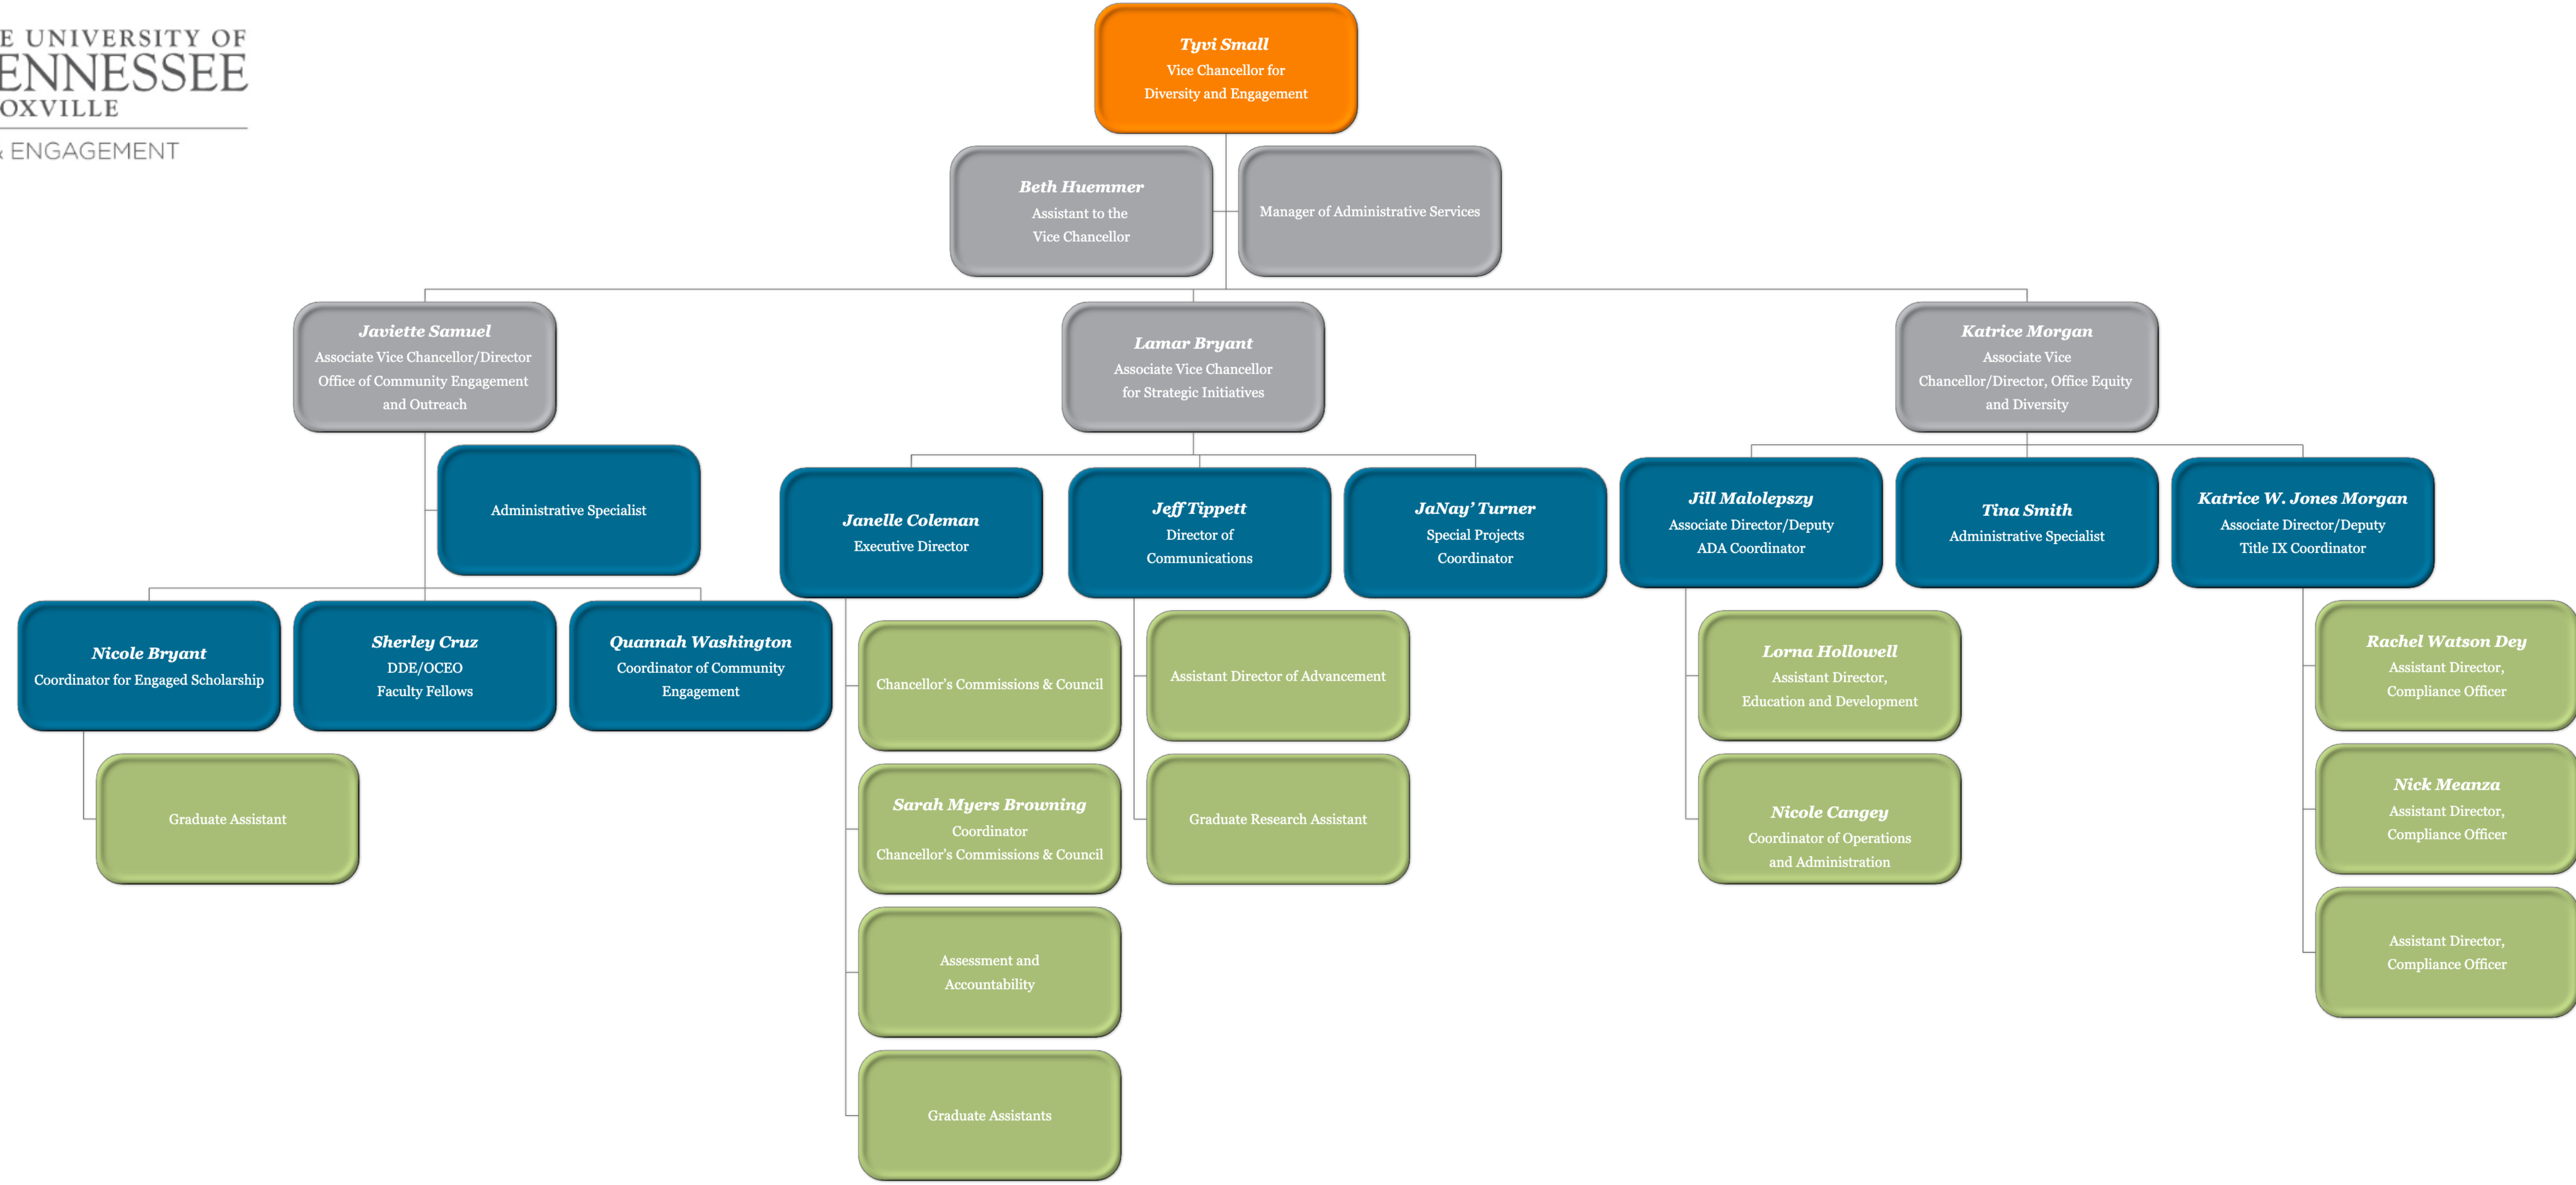 E UNIVERSITY OF
ENNESSEE
OXVILLE
& ENGAGEMENT
Tyvi Small
Vice Chancellor for
Diversity and Engagement
Beth Huemmer
Assistant to the
Vice Chancellor
Manager of Administrative Services
Javiette Samuel
Associate Vice Chancellor/Director
Office of Community Engagement
and Outreach
Lamar Bryant
Associate Vice Chancellor
for Strategic Initiatives
Katrice Morgan
Associate Vice
Chancellor/Director, Office Equity
and Diversity
Administrative Specialist
Janelle Coleman
Executive Director
Jeff Tippett
Director of
Communications
JaNay’ Turner
Special Projects
Coordinator
Jill Malolepszy
Associate Director/Deputy
ADA Coordinator
Tina Smith
Administrative Specialist
Katrice W. Jones Morgan
Associate Director/Deputy
Title IX Coordinator
Nicole Bryant
Coordinator for Engaged Scholarship
Sherley Cruz
DDE/OCEO
Faculty Fellows
Quannah Washington
Coordinator of Community
Engagement
Graduate Assistant
Chancellor’s Commissions & Council
Sarah Myers Browning
Coordinator
Chancellor’s Commissions & Council
Assessment and
Accountability
Graduate Assistants
Assistant Director of Advancement
Graduate Research Assistant
Lorna Hollowell
Assistant Director,
Education and Development
Nicole Cangey
Coordinator of Operations
and Administration
Rachel Watson Dey
Assistant Director,
Compliance Officer
Nick Meanza
Assistant Director,
Compliance Officer
Assistant Director,
Compliance Officer